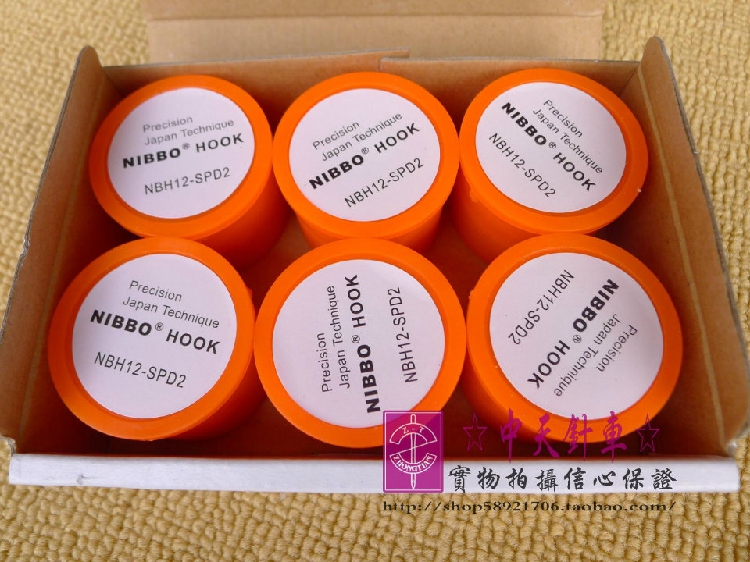 Precision
Japan Technique
NIBBO® HOOK
NBH12-SPD2
Precision
Japan Technique
NIBBO® HOOK
NBH12-SPD2
Precision
Japan Technique
NIBBO® HOOK
NBH12-SPD2
Precision
Japan Technique
NIBBO® HOOK
NBH12-SPD2
Precision
Japan Technique
NIBBO® HOOK
NBH12-SPD2
Precision
Japan Technique
NIBBO® HOOK
NBH12-SPD2
ZHONGTIAN
☆中天針車☆
實物拍攝信心保證
http://shop58921706.taobao.com/